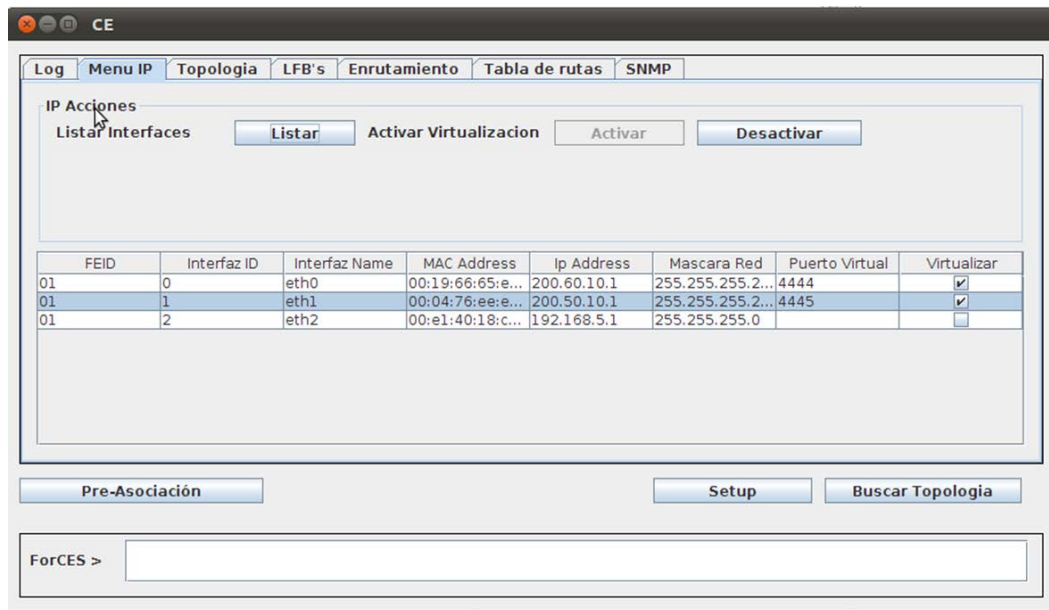 CE
Log Menu IP Topologia LFB's Enrutamiento Tabla de rutas SNMP
IP Acciones
Listar Interfaces Listar Activar Virtualizacion Activar Desactivar
FEID Interfaz ID Interfaz Name MAC Address Ip Address Mascara Red Puerto Virtual Virtualizar
01 0 eth0 00:19:66:65:e... 200.60.10.1 255.255.255.2... 4444
01 1 eth1 00:04:76:ee:e... 200.50.10.1 255.255.255.2... 4445
01 2 eth2 00:e1:40:18:c... 192.168.5.1 255.255.255.0
Pre-Asociación Setup Buscar Topologia
ForCES >